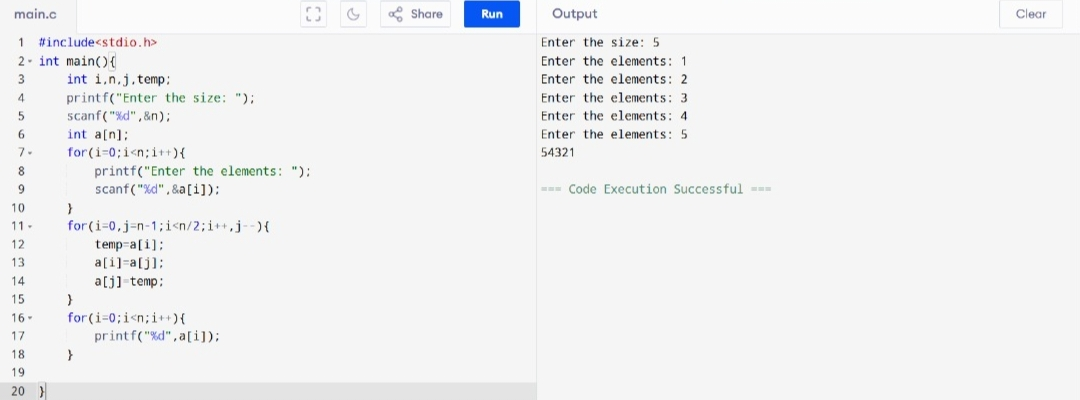 main.c
Share
Run
Output
Clear
1 #include<stdio.h>
2 int main(){
3 int i,n,j,temp;
4 printf("Enter the size: ");
5 scanf("%d",&n);
6 int a[n];
7 for(i=0;i<n;i++){
8 printf("Enter the elements: ");
9 scanf("%d",&a[i]);
10 }
11 for(i=0,j=n-1;i<n/2;i++,j--){
12 temp=a[i];
13 a[i]=a[j];
14 a[j]=temp;
15 }
16 for(i=0;i<n;i++){
17 printf("%d",a[i]);
18 }
19
20 }
Enter the size: 5
Enter the elements: 1
Enter the elements: 2
Enter the elements: 3
Enter the elements: 4
Enter the elements: 5
54321
=== Code Execution Successful ===